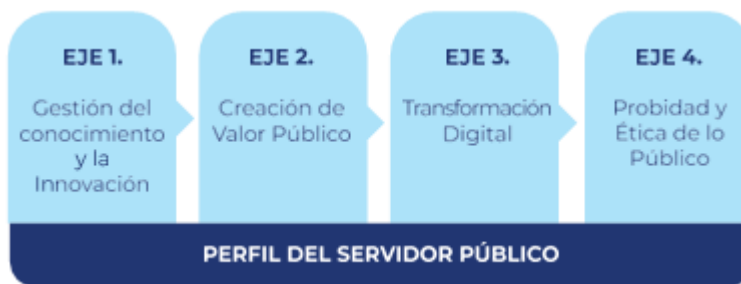 EJE 1.
Gestión del
conocimiento
y la
Innovación
EJE 2.
Creación de
Valor Público
EJE 3.
Transformación
Digital
EJE 4.
Probidad y
Ética de lo
Público
PERFIL DEL SERVIDOR PÚBLICO